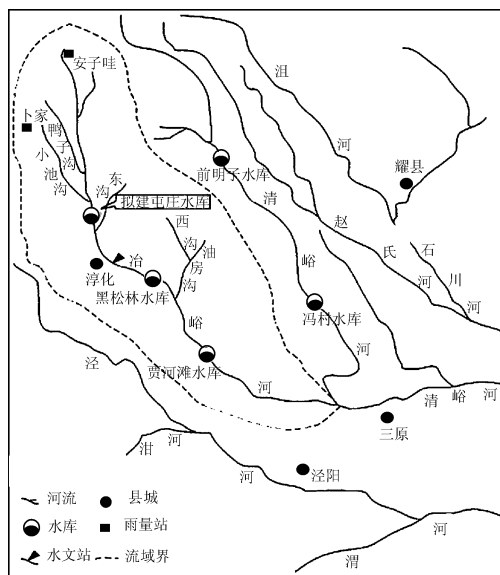 安子哇
卜家
鸭子沟
小池沟
东沟
拟建屯庄水库
前明子水库
沮河
耀县
清峪河
赵氏河
石川河
西沟
油房沟
淳化
冶峪河
黑松林水库
冯村水库
贾河滩水库
泾河
泔河
清峪河
三原
泾阳
渭河
河流
县城
水库
雨量站
水文站
流域界